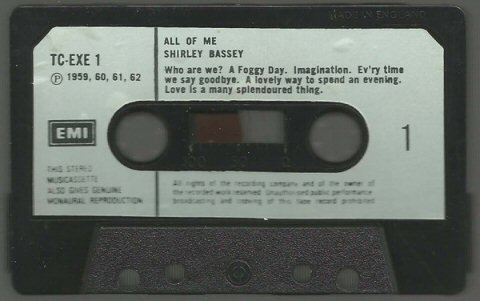 MADE IN ENGLAND
ALL OF ME
SHIRLEY BASSEY
TC-EXE 1
Ⓟ 1959, 60, 61, 62
Who are we? A Foggy Day. Imagination. Ev'ry time
we say goodbye. A lovely way to spend an evening.
Love is a many splendoured thing.
EMI
1
100 50 0
THIS STEREO
MUSICASSETTE
ALSO GIVES GENUINE
MONAURAL REPRODUCTION
All rights of the recording company and of the owner of
the recorded work reserved. Unauthorised public performance
broadcasting and copying of this tape record prohibited